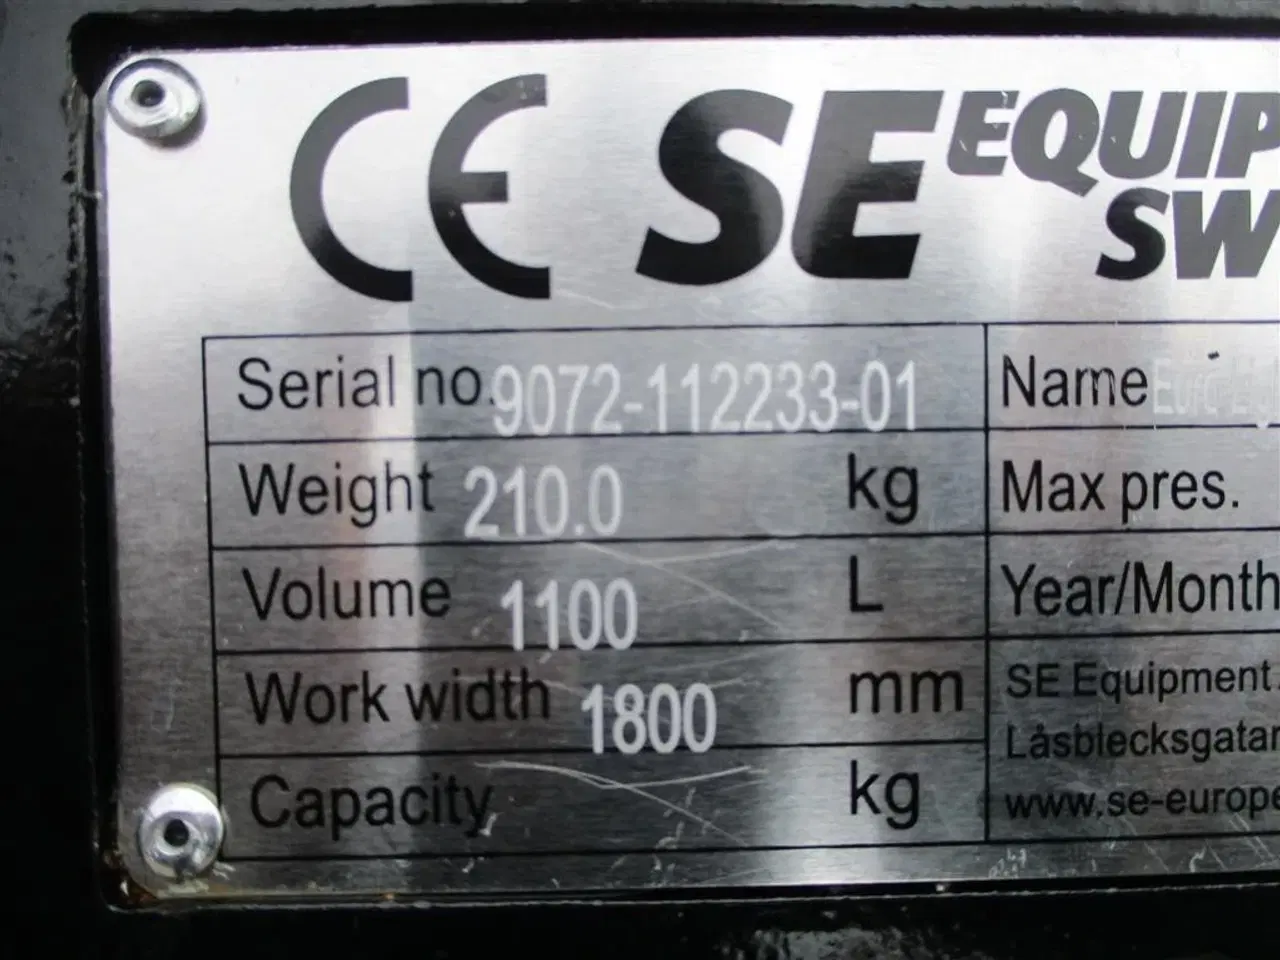 CE SE EQUIP
SW
Serial no. 9072-112233-01 Name
Weight 210.0 kg Max pres.
Volume 1100 L Year/Month
Work width 1800 mm SE Equipment
Låsblecksgatan
Capacity kg www.se-europe